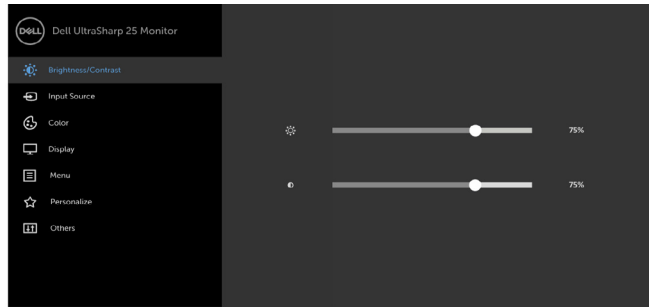 DELL Dell UltraSharp 25 Monitor
Brightness/Contrast
Input Source
Color
75%
Display
Menu
75%
Personalize
Others